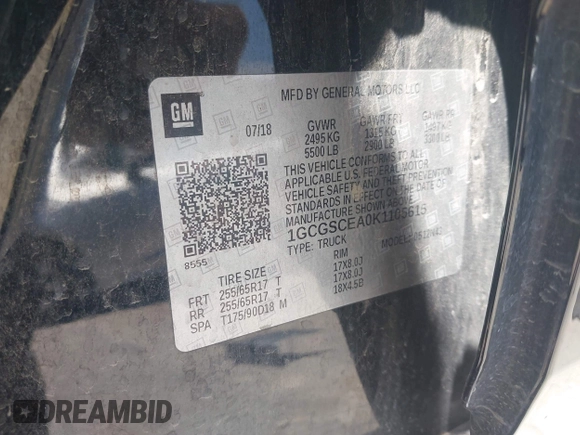 GM
MFD BY GENERAL MOTORS LLC
07/18
GVWR GAWR FRT GAWR RR
2495 KG 1315 KG
5500 LB 2900 LB
THIS VEHICLE CONFORMS TO ALL
APPLICABLE U.S. FEDERAL MOTOR
VEHICLE SAFETY AND THEFT PREVENTION
STANDARDS IN EFFECT ON THE DATE OF
MANUFACTURE SHOWN ABOVE.
1GCGSCEA0K1105615
TYPE: TRUCK
8555
TIRE SIZE RIM
FRT 255/65R17 T 17X8.0J
RR 255/65R17 T 17X8.0J
SPA T175/90D18 M 18X4.5B
DREAMBID